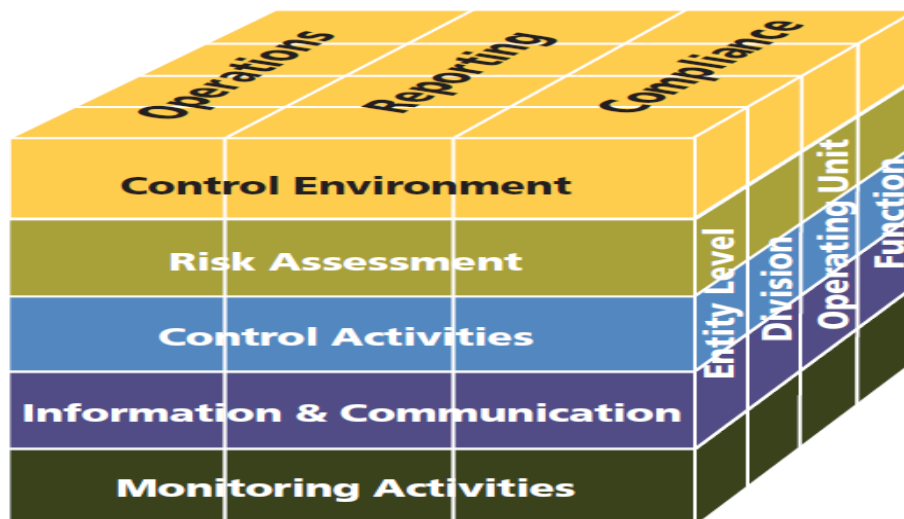 Operations
Reporting
Compliance
Control Environment
Risk Assessment
Control Activities
Information & Communication
Monitoring Activities
Entity Level
Division
Operating Unit
Function